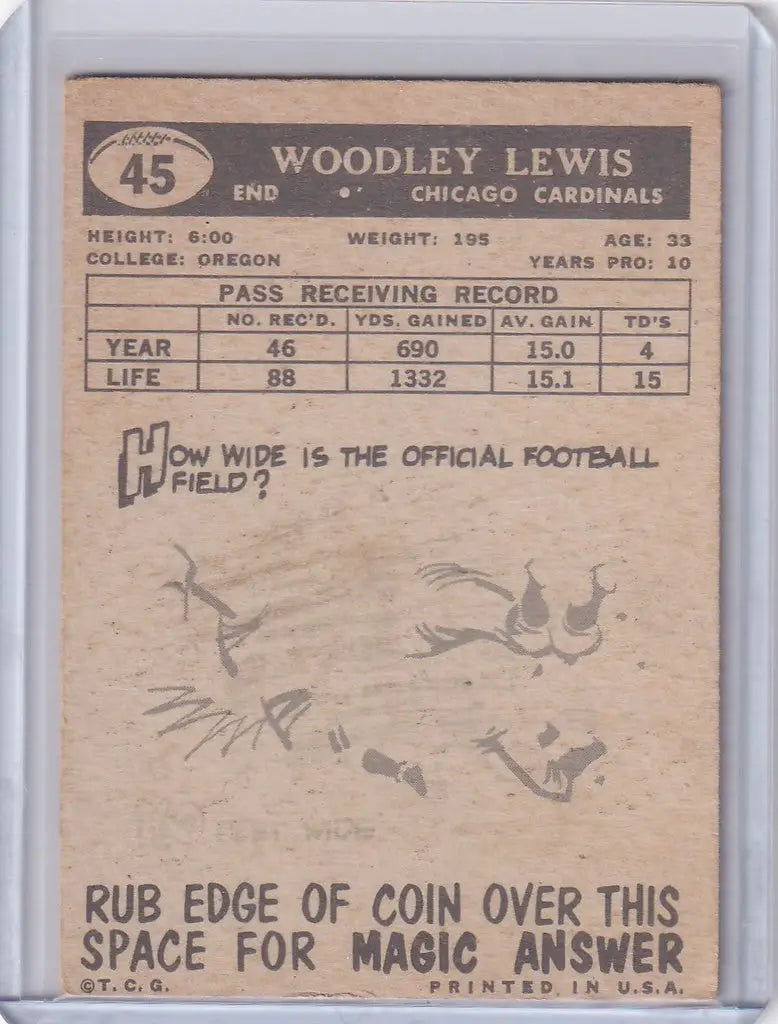 45
WOODLEY LEWIS
END • CHICAGO CARDINALS
HEIGHT: 6:00 WEIGHT: 195 AGE: 33
COLLEGE: OREGON YEARS PRO: 10
PASS RECEIVING RECORD
NO. REC'D. YDS. GAINED AV. GAIN TD'S
YEAR 46 690 15.0 4
LIFE 88 1332 15.1 15
HOW WIDE IS THE OFFICIAL FOOTBALL
FIELD?
WIDE
RUB EDGE OF COIN OVER THIS
SPACE FOR MAGIC ANSWER
©T. C. G. PRINTED IN U.S.A.